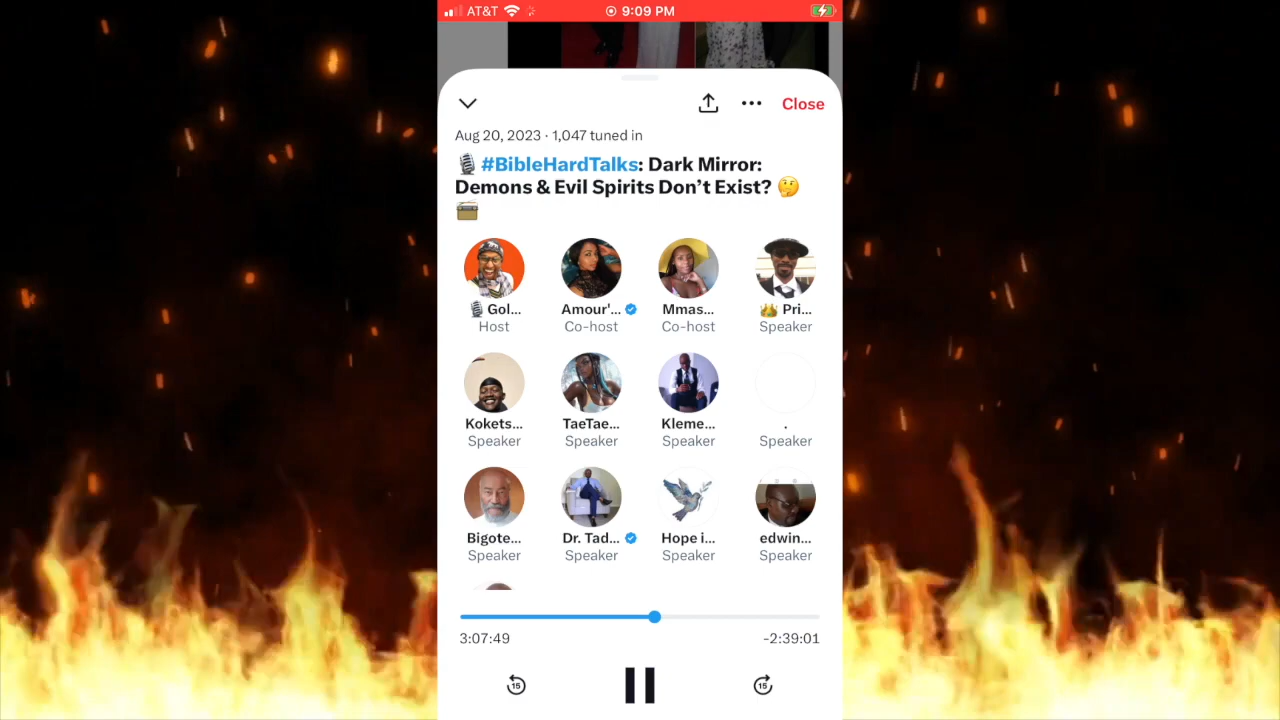 AT&T 9:09 PM
Close
Aug 20, 2023 · 1,047 tuned in
🎙️ #BibleHardTalks: Dark Mirror:
Demons & Evil Spirits Don’t Exist? 🤔
📻
🎙️ Gol... Amour'... Mmas... 👑 Pri...
Host Co-host Co-host Speaker
Kokets... TaeTae... Kleme... .
Speaker Speaker Speaker Speaker
Bigote... Dr. Tad... Hope i... edwin...
Speaker Speaker Speaker Speaker
3:07:49 -2:39:01
15 15